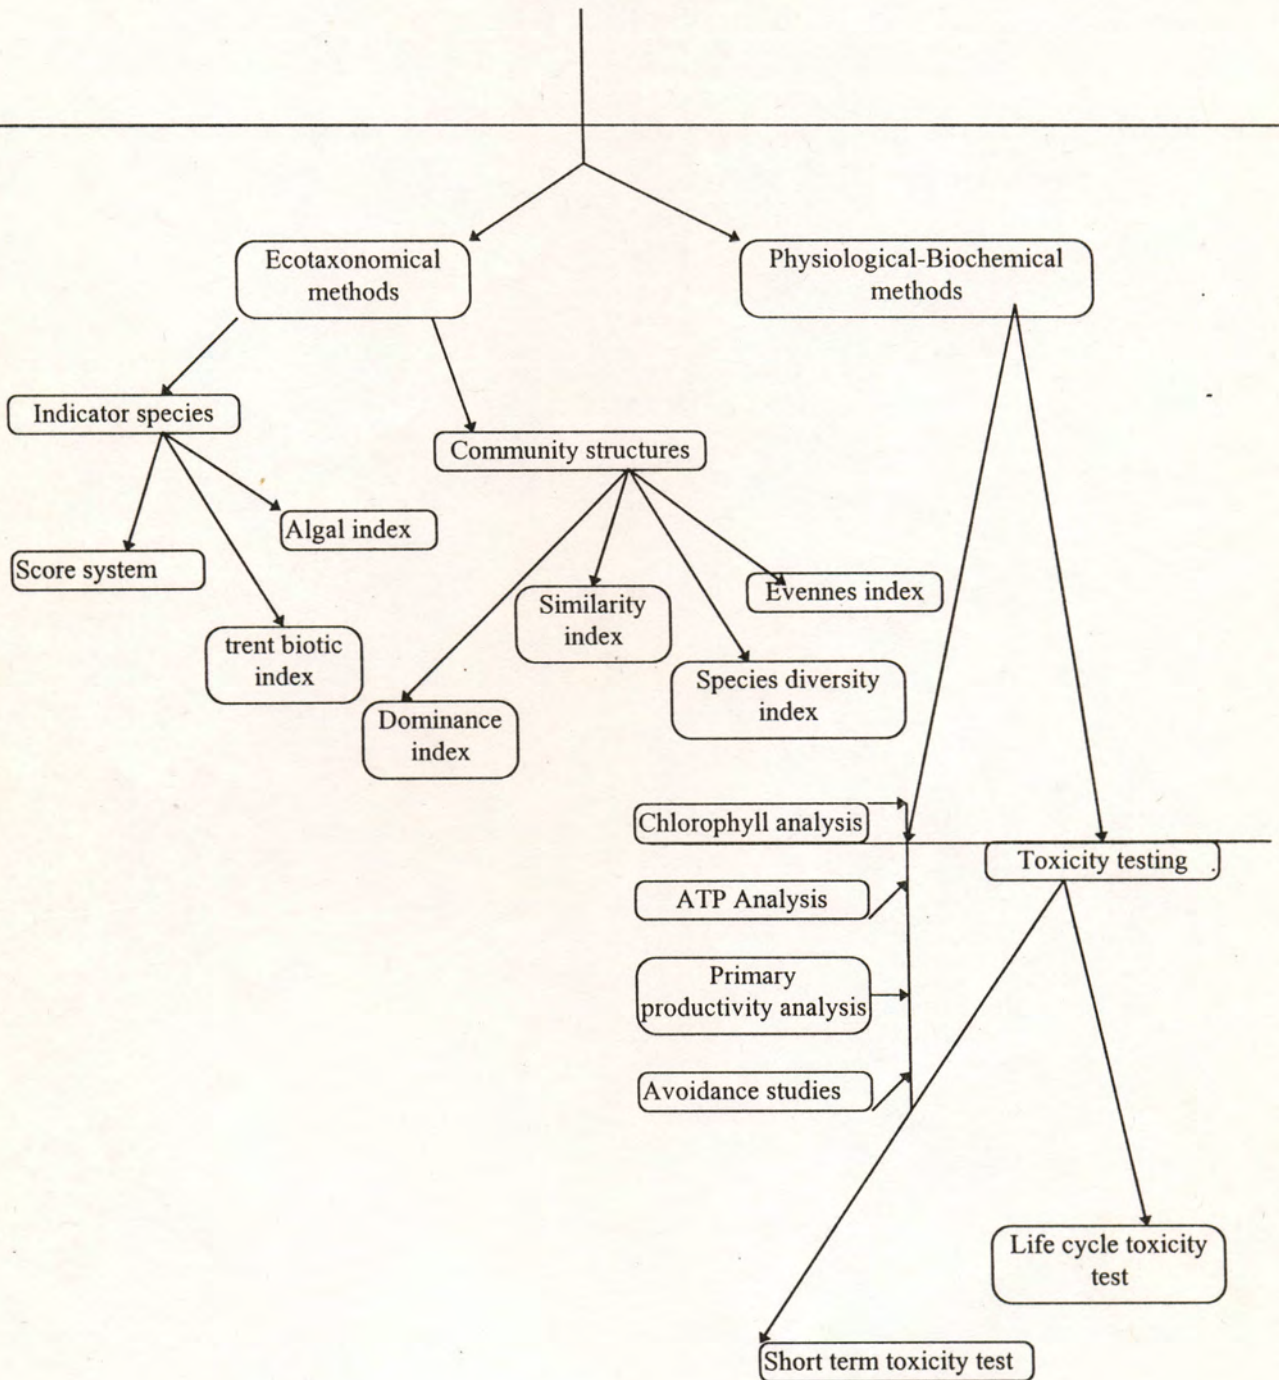 Ecotaxonomical
methods
Physiological-Biochemical
methods
Indicator species
Community structures
Algal index
Score system
trent biotic
index
Similarity
index
Evennes index
Species diversity
index
Dominance
index
Chlorophyll analysis
Toxicity testing
ATP Analysis
Primary
productivity analysis
Avoidance studies
Life cycle toxicity
test
Short term toxicity test